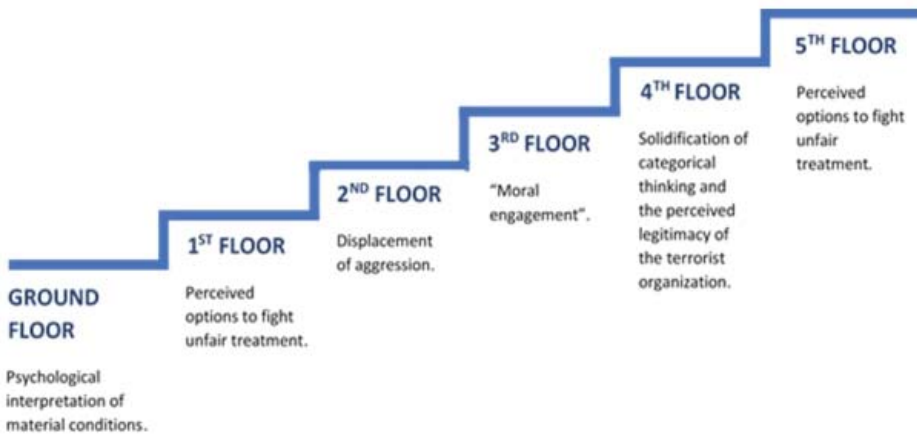 GROUND
FLOOR
Psychological
interpretation of
material conditions.
1ST FLOOR
Perceived
options to fight
unfair treatment.
2ND FLOOR
Displacement
of aggression.
3RD FLOOR
“Moral
engagement”.
4TH FLOOR
Solidification of
categorical
thinking and
the perceived
legitimacy of
the terrorist
organization.
5TH FLOOR
Perceived
options to fight
unfair
treatment.